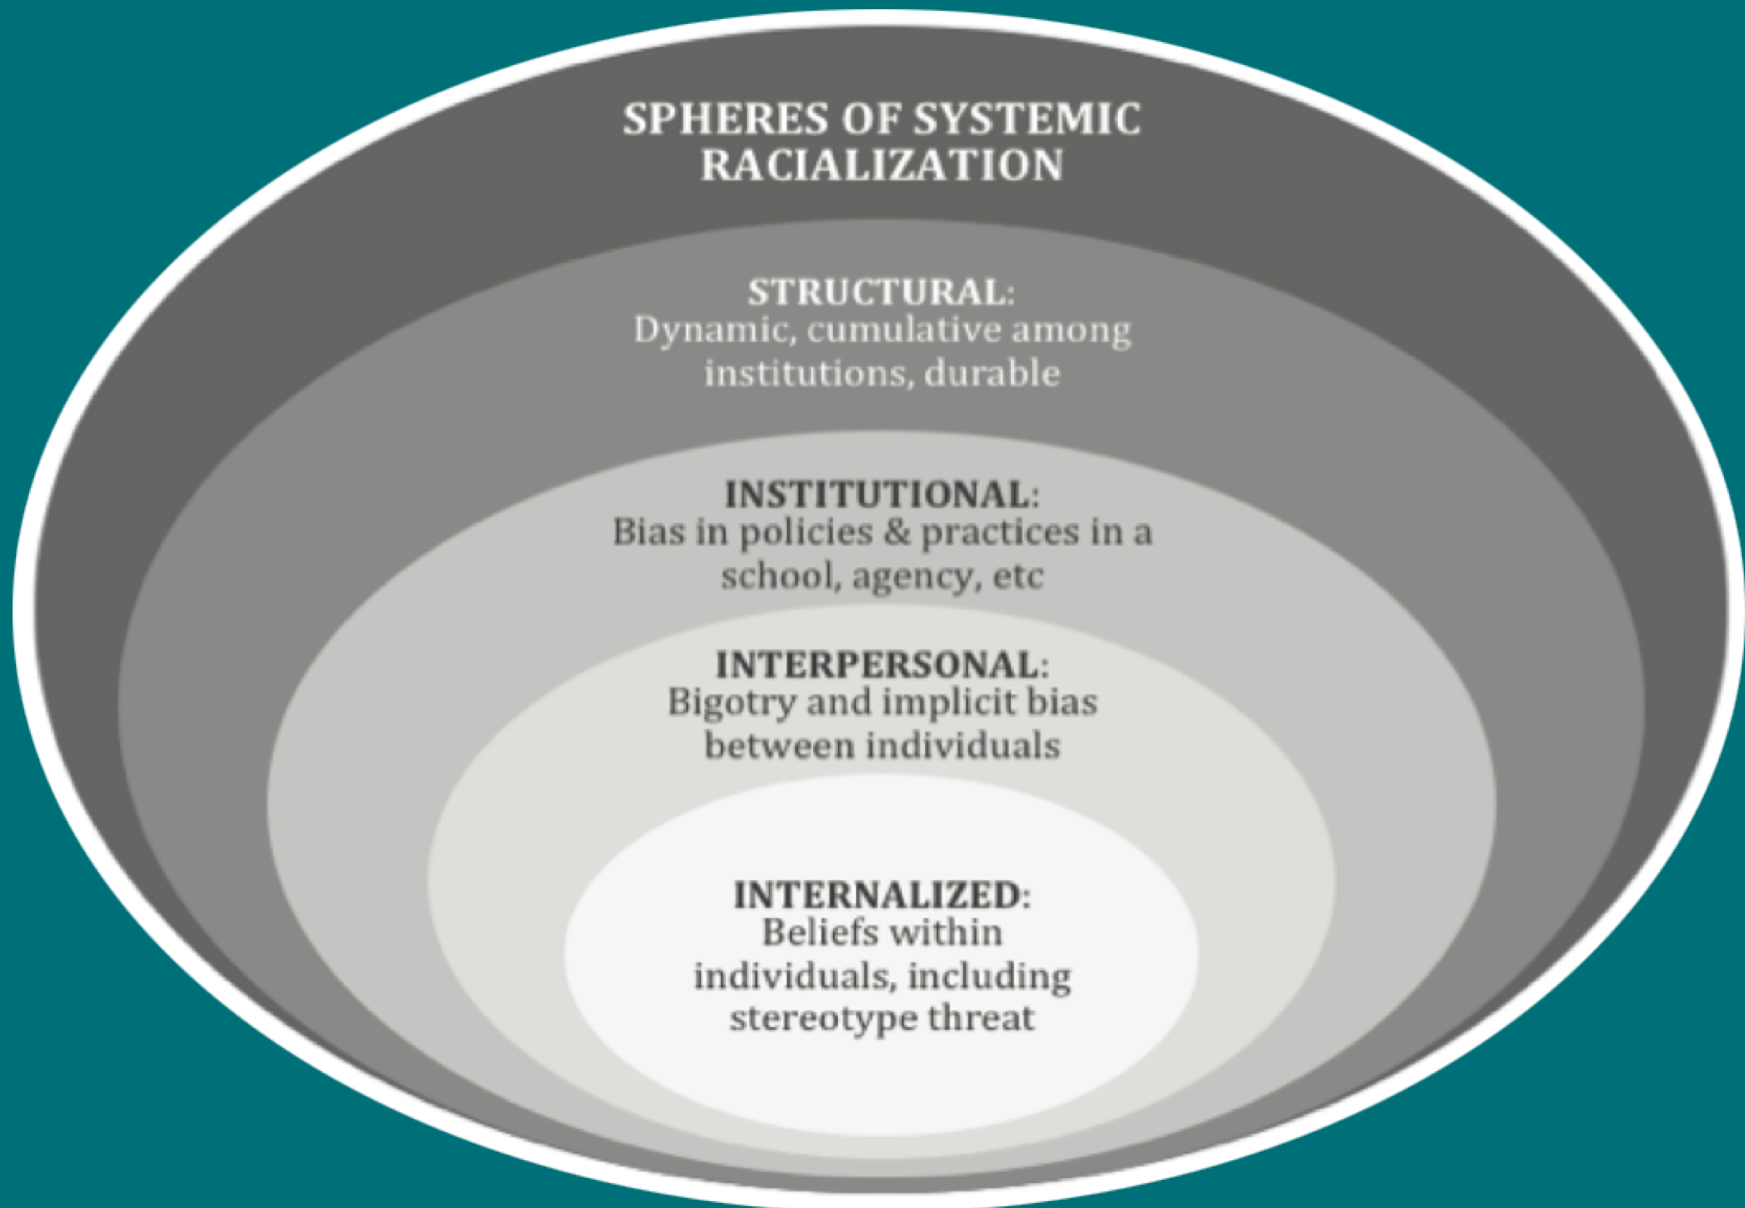 SPHERES OF SYSTEMIC
RACIALIZATION
STRUCTURAL:
Dynamic, cumulative among
institutions, durable
INSTITUTIONAL:
Bias in policies & practices in a
school, agency, etc
INTERPERSONAL:
Bigotry and implicit bias
between individuals
INTERNALIZED:
Beliefs within
individuals, including
stereotype threat